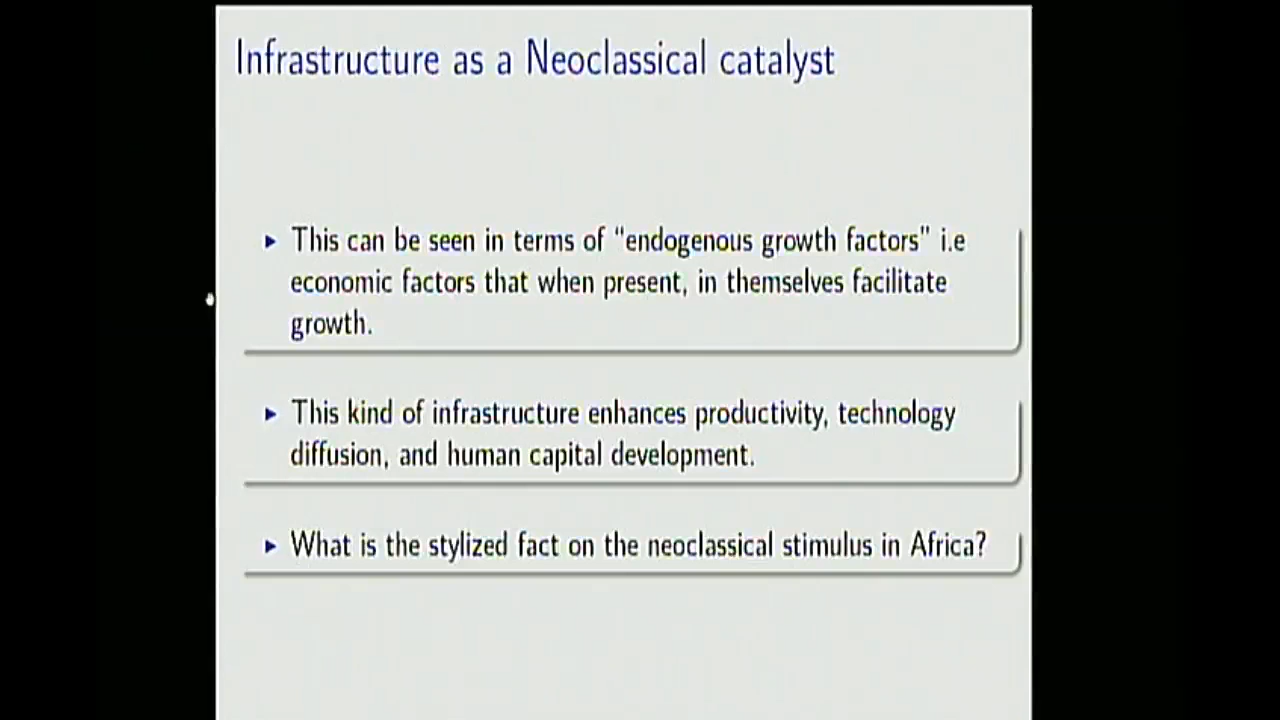 Infrastructure as a Neoclassical catalyst
▸ This can be seen in terms of “endogenous growth factors” i.e
economic factors that when present, in themselves facilitate
growth.
▸ This kind of infrastructure enhances productivity, technology
diffusion, and human capital development.
▸ What is the stylized fact on the neoclassical stimulus in Africa?